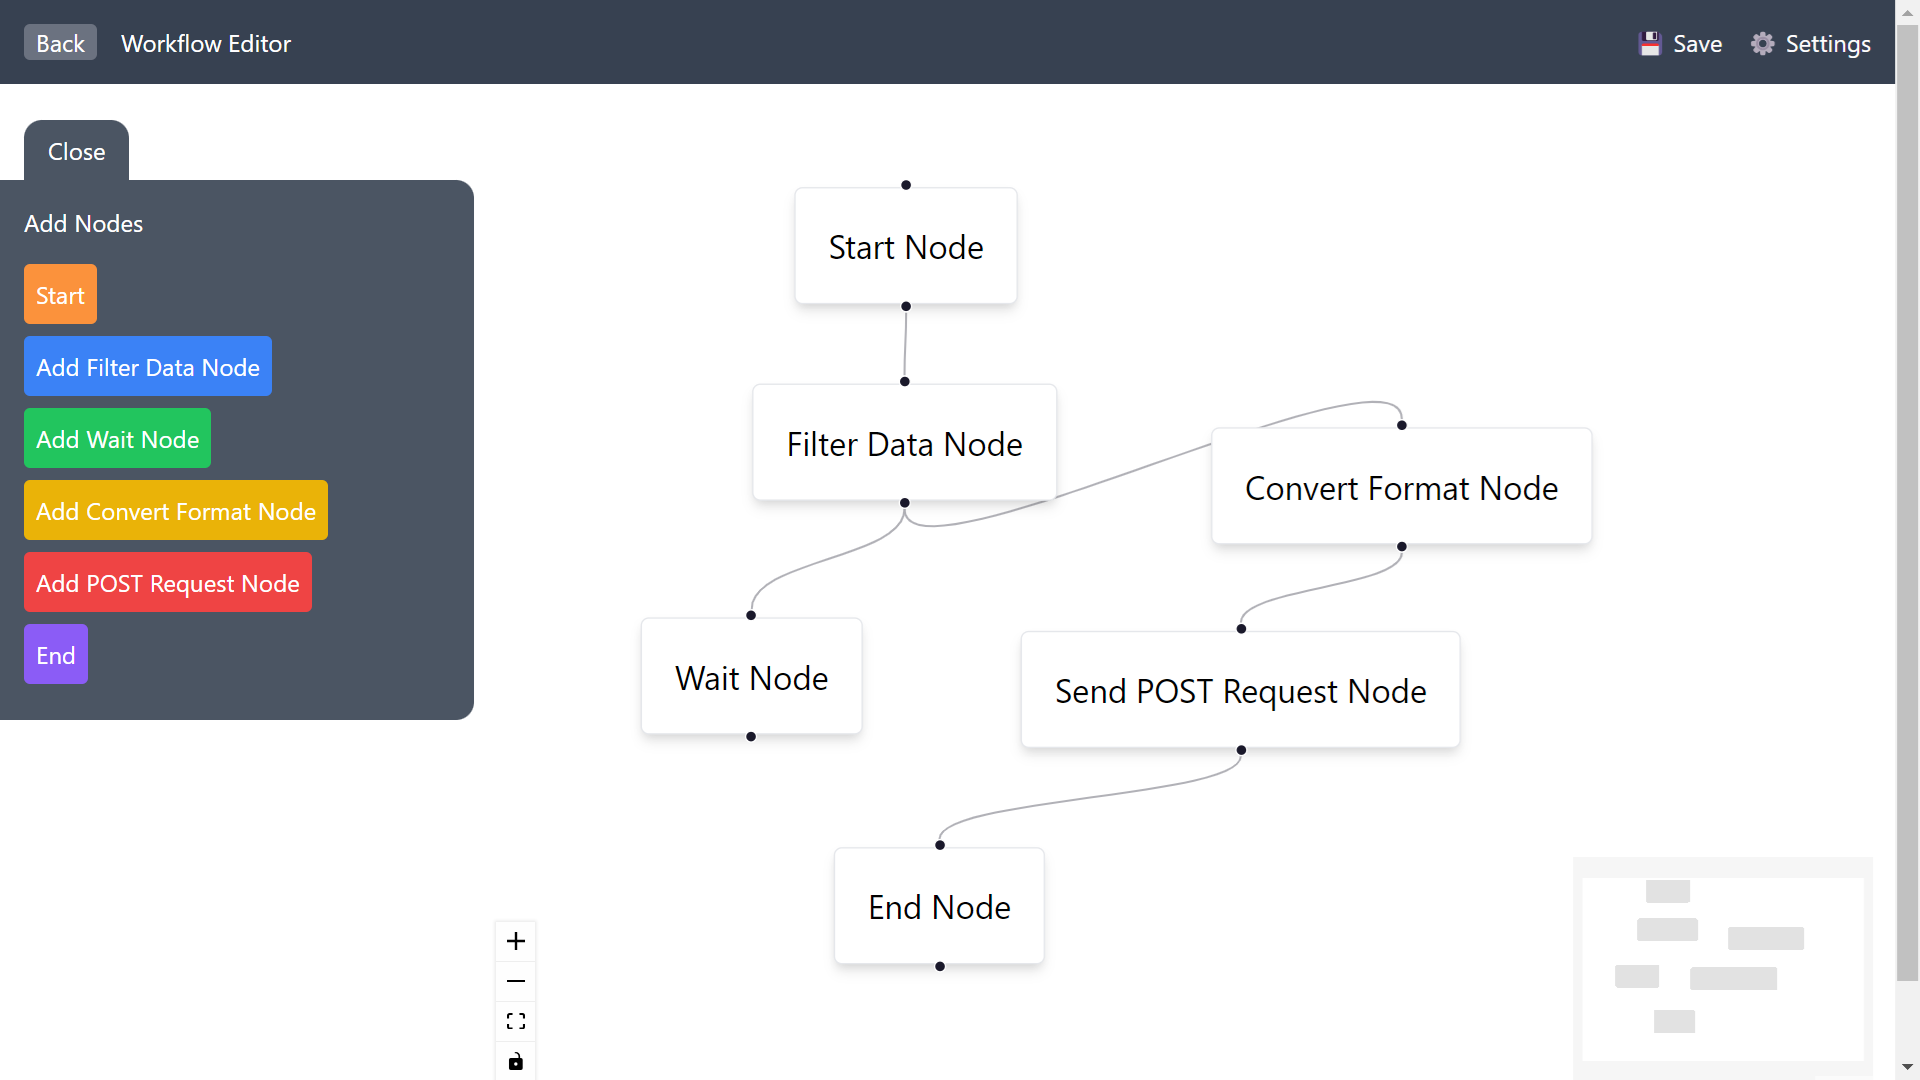 Back
Workflow Editor
Save
Settings
Close
Add Nodes
Start
Add Filter Data Node
Add Wait Node
Add Convert Format Node
Add POST Request Node
End
Start Node
Filter Data Node
Convert Format Node
Wait Node
Send POST Request Node
End Node